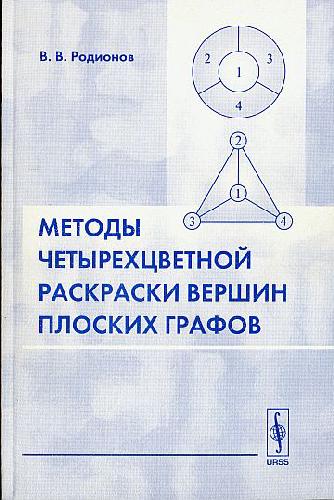 В. В. Родионов
2 3
1
4
2
1
3 4
МЕТОДЫ
ЧЕТЫРЕХЦВЕТНОЙ
РАСКРАСКИ ВЕРШИН
ПЛОСКИХ ГРАФОВ
URSS